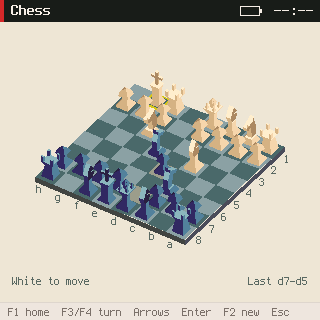 Chess --:--
1
2
3
4
5
6
7
8
h
g
f
e
d
c
b
a
White to move Last d7-d5
F1 home F3/F4 turn Arrows Enter F2 new Esc